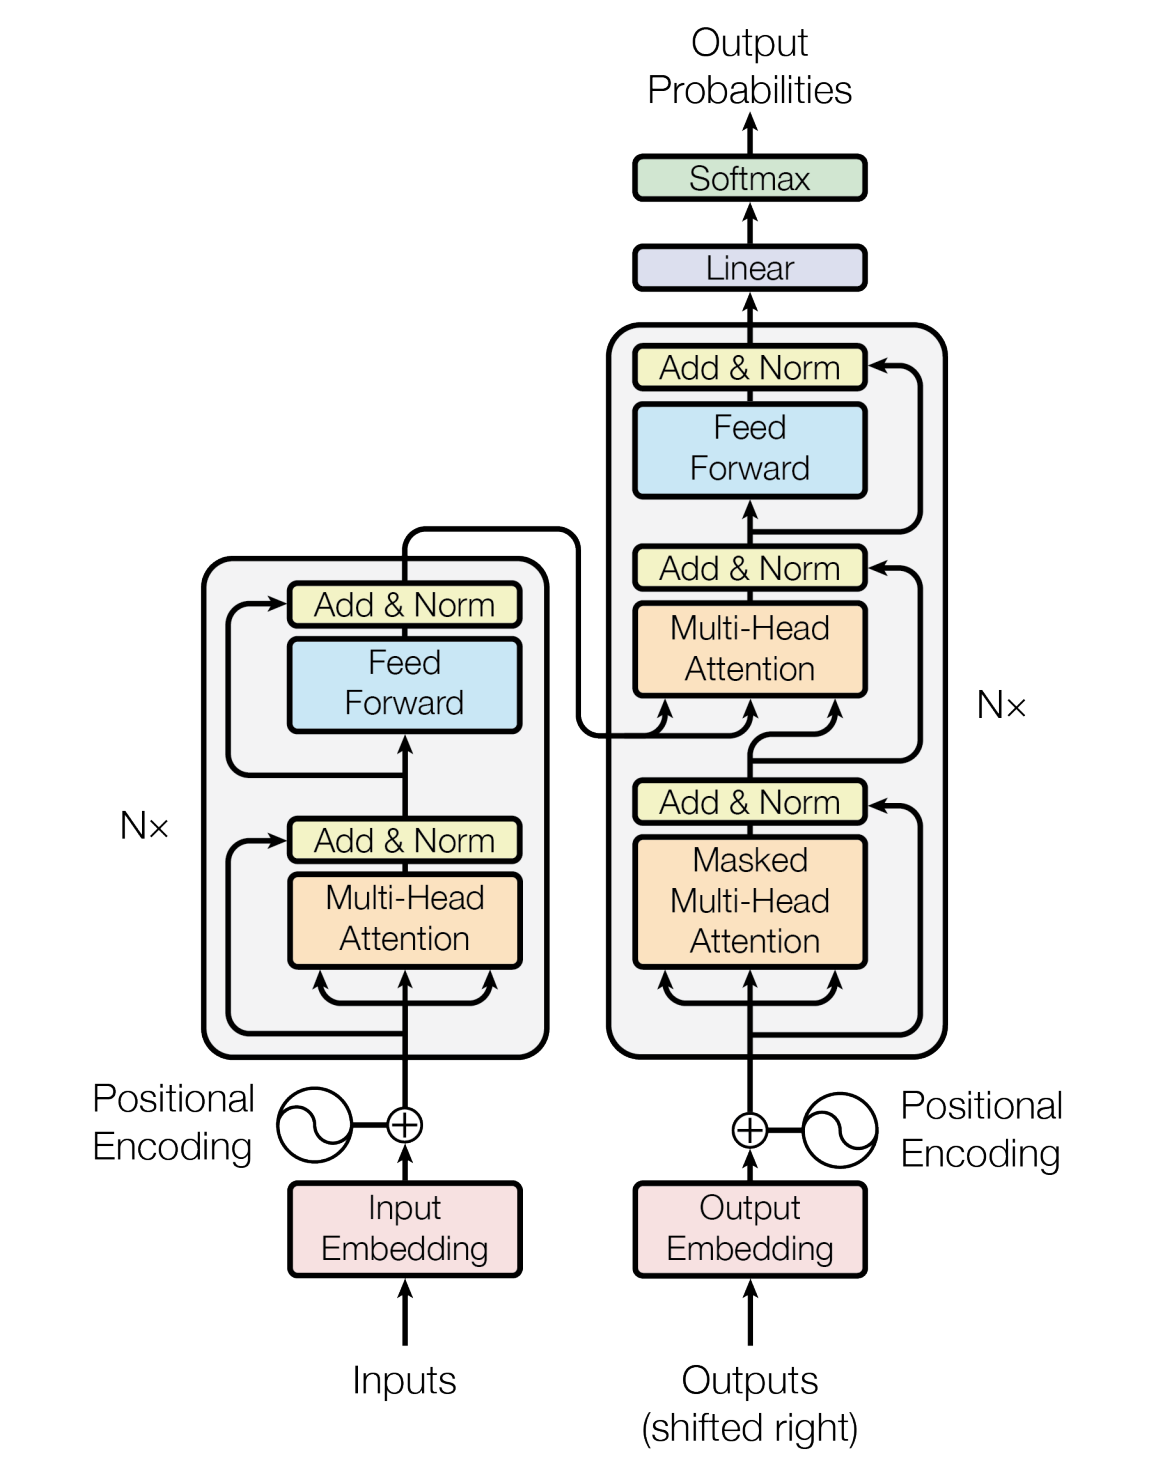 Output
Probabilities
Softmax
Linear
Add & Norm
Feed
Forward
Add & Norm
Multi-Head
Attention
Add & Norm
Masked
Multi-Head
Attention
Nx
Add & Norm
Feed
Forward
Add & Norm
Multi-Head
Attention
Nx
Positional
Encoding
Positional
Encoding
Input
Embedding
Output
Embedding
Inputs
Outputs
(shifted right)